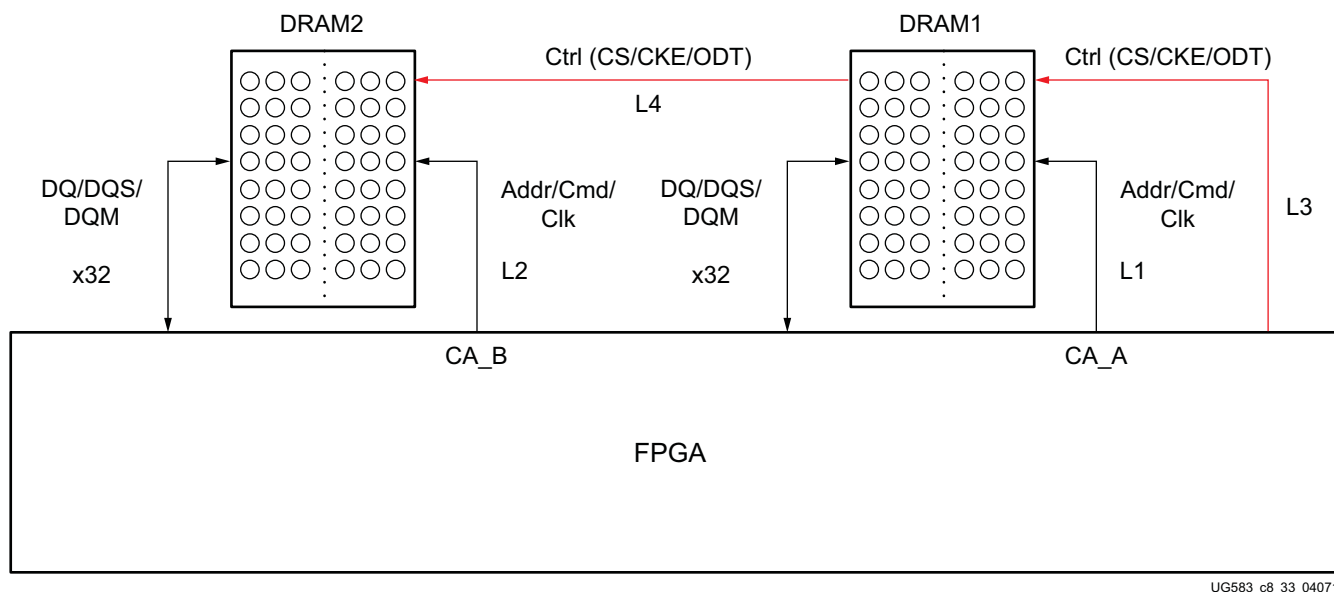 DRAM2
DRAM1
Ctrl (CS/CKE/ODT)
Ctrl (CS/CKE/ODT)
L4
DQ/DQS/
DQM
Addr/Cmd/
Clk
DQ/DQS/
DQM
Addr/Cmd/
Clk
L3
x32
L2
x32
L1
CA_B
CA_A
FPGA
UG583_c8_33_04071